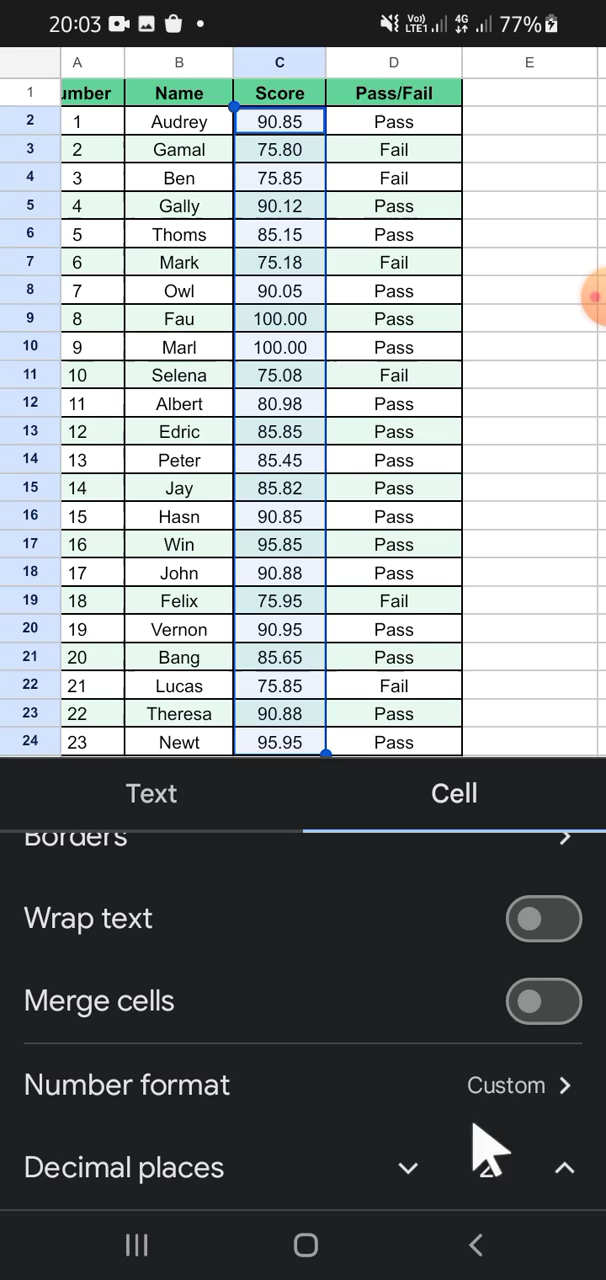 20:03 Vo)) LTE1 4G 77%
A B C D E
1 umber Name Score Pass/Fail
2 1 Audrey 90.85 Pass
3 2 Gamal 75.80 Fail
4 3 Ben 75.85 Fail
5 4 Gally 90.12 Pass
6 5 Thoms 85.15 Pass
7 6 Mark 75.18 Fail
8 7 Owl 90.05 Pass
9 8 Fau 100.00 Pass
10 9 Marl 100.00 Pass
11 10 Selena 75.08 Fail
12 11 Albert 80.98 Pass
13 12 Edric 85.85 Pass
14 13 Peter 85.45 Pass
15 14 Jay 85.82 Pass
16 15 Hasn 90.85 Pass
17 16 Win 95.85 Pass
18 17 John 90.88 Pass
19 18 Felix 75.95 Fail
20 19 Vernon 90.95 Pass
21 20 Bang 85.65 Pass
22 21 Lucas 75.85 Fail
23 22 Theresa 90.88 Pass
24 23 Newt 95.95 Pass
Text Cell
Borders
Wrap text
Merge cells
Number format Custom
Decimal places 2